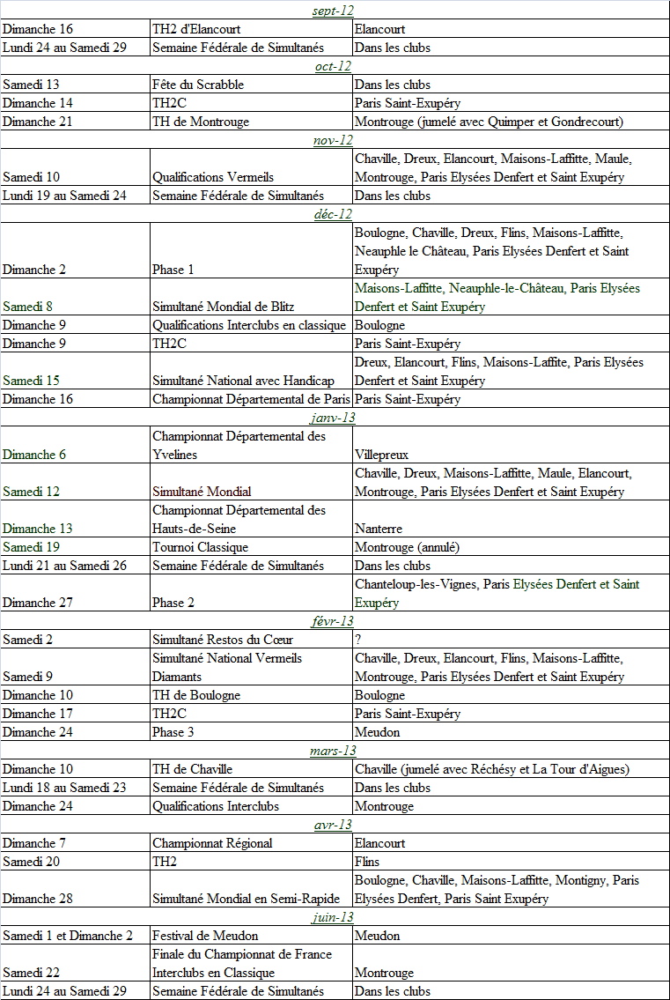 sept-12
Dimanche 16 TH2 d'Elancourt Elancourt
Lundi 24 au Samedi 29 Semaine Fédérale de Simultanés Dans les clubs
oct-12
Samedi 13 Fête du Scrabble Dans les clubs
Dimanche 14 TH2C Paris Saint-Exupéry
Dimanche 21 TH de Montrouge Montrouge (jumelé avec Quimper et Gondrecourt)
nov-12
Chaville, Dreux, Elancourt, Maisons-Laffitte, Maule,
Samedi 10 Qualifications Vermeils Montrouge, Paris Elysées Denfert et Saint Exupéry
Lundi 19 au Samedi 24 Semaine Fédérale de Simultanés Dans les clubs
déc-12
Boulogne, Chaville, Dreux, Flins, Maisons-Laffitte,
Neauphle le Château, Paris Elysées Denfert et Saint
Dimanche 2 Phase 1 Exupéry
Maisons-Laffitte, Neauphle-le-Château, Paris Elysées
Samedi 8 Simultané Mondial de Blitz Denfert et Saint Exupéry
Dimanche 9 Qualifications Interclubs en classique Boulogne
Dimanche 9 TH2C Paris Saint-Exupéry
Dreux, Elancourt, Flins, Maisons-Laffite, Paris Elysées
Samedi 15 Simultané National avec Handicap Denfert et Saint Exupéry
Dimanche 16 Championnat Départemental de Paris Paris Saint-Exupéry
janv-13
Championnat Départemental des
Dimanche 6 Yvelines Villepreux
Chaville, Dreux, Maisons-Laffitte, Maule, Elancourt,
Samedi 12 Simultané Mondial Montrouge, Paris Elysées Denfert et Saint Exupéry
Championnat Départemental des
Dimanche 13 Hauts-de-Seine Nanterre
Samedi 19 Tournoi Classique Montrouge (annulé)
Lundi 21 au Samedi 26 Semaine Fédérale de Simultanés Dans les clubs
Chanteloup-les-Vignes, Paris Elysées Denfert et Saint
Dimanche 27 Phase 2 Exupéry
févr-13
Samedi 2 Simultané Restos du Cœur ?
Simultané National Vermeils Chaville, Dreux, Elancourt, Flins, Maisons-Laffitte,
Samedi 9 Diamants Montrouge, Paris Elysées Denfert et Saint Exupéry
Dimanche 10 TH de Boulogne Boulogne
Dimanche 17 TH2C Paris Saint-Exupéry
Dimanche 24 Phase 3 Meudon
mars-13
Dimanche 10 TH de Chaville Chaville (jumelé avec Réchésy et La Tour d'Aigues)
Lundi 18 au Samedi 23 Semaine Fédérale de Simultanés Dans les clubs
Dimanche 24 Qualifications Interclubs Montrouge
avr-13
Dimanche 7 Championnat Régional Elancourt
Samedi 20 TH2 Flins
Boulogne, Chaville, Maisons-Laffitte, Montigny, Paris
Dimanche 28 Simultané Mondial en Semi-Rapide Elysées Denfert, Paris Saint Exupéry
juin-13
Samedi 1 et Dimanche 2 Festival de Meudon Meudon
Finale du Championnat de France
Samedi 22 Interclubs en Classique Montrouge
Lundi 24 au Samedi 29 Semaine Fédérale de Simultanés Dans les clubs